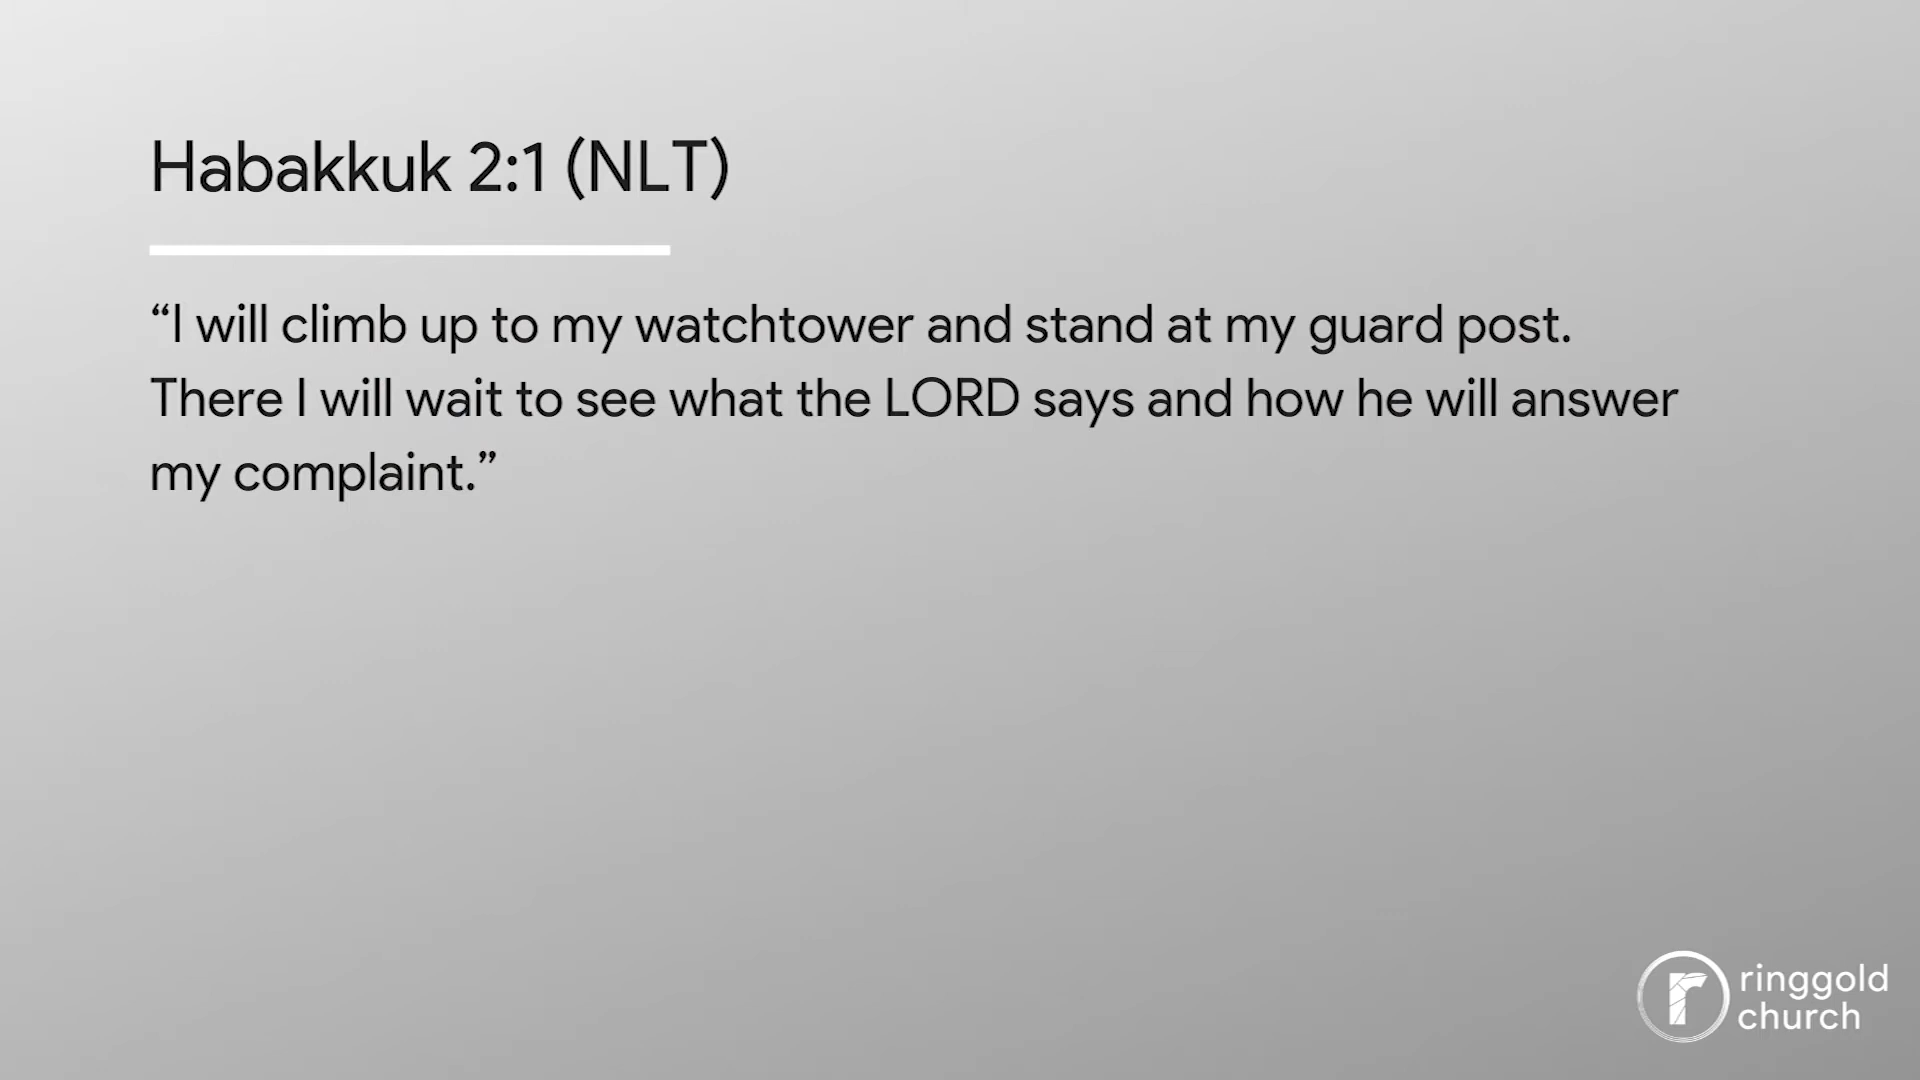 Habakkuk 2:1 (NLT)
“I will climb up to my watchtower and stand at my guard post.
There I will wait to see what the LORD says and how he will answer
my complaint.”
r
ringgold
church